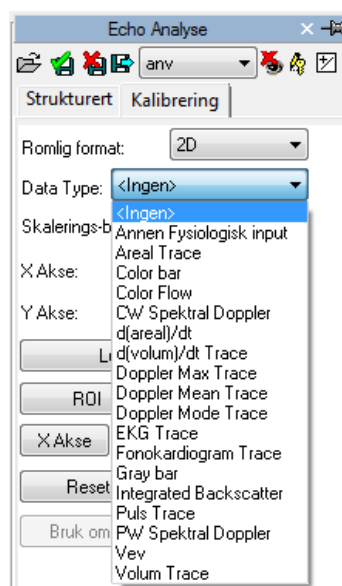 Echo Analyse
anv
Strukturert Kalibrering
Romlig format: 2D
Data Type: <Ingen>
<Ingen>
Skalerings-b
Annen Fysiologisk input
Areal Trace
X Akse:
Color bar
Color Flow
Y Akse:
CW Spektral Doppler
d(areal)/dt
d(volum)/dt Trace
Doppler Max Trace
ROI
Doppler Mean Trace
Doppler Mode Trace
X Akse
EKG Trace
Fonokardiogram Trace
Gray bar
Reset
Integrated Backscatter
Puls Trace
Bruk om
PW Spektral Doppler
Vev
Volum Trace